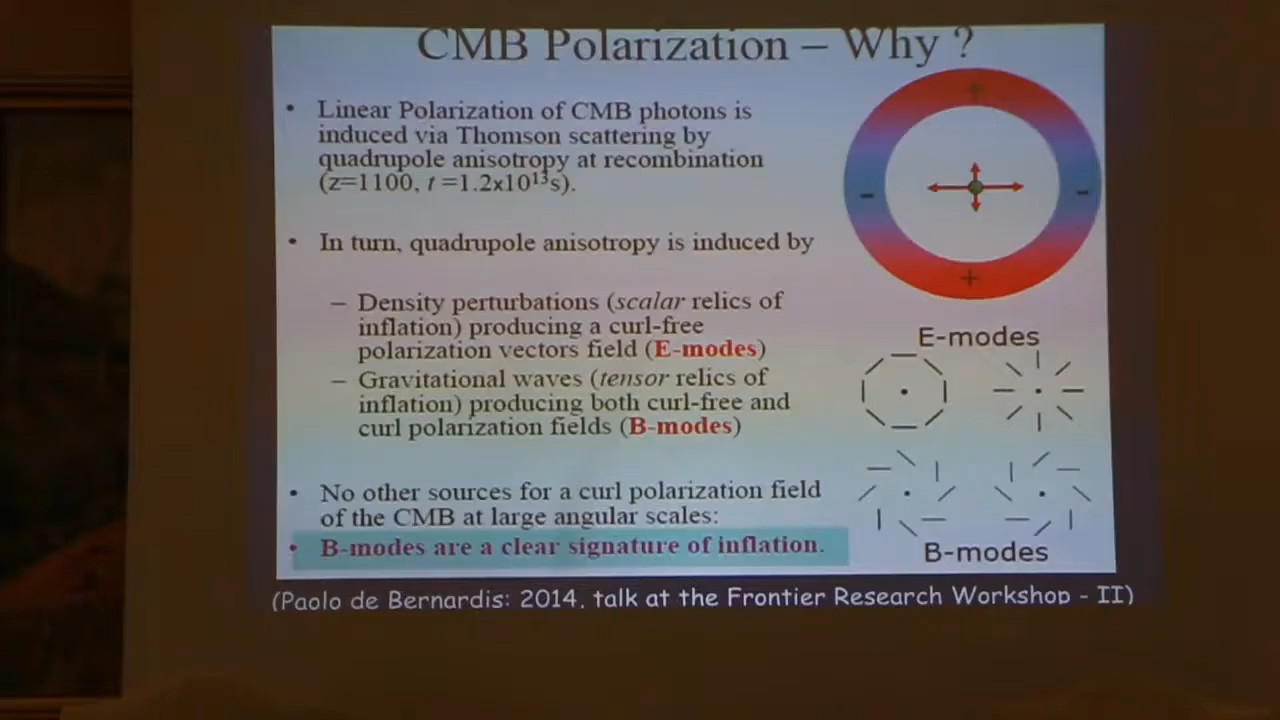 CMB Polarization – Why ?
• Linear Polarization of CMB photons is
induced via Thomson scattering by
quadrupole anisotropy at recombination
(z=1100, t =1.2x10¹³s).
• In turn, quadrupole anisotropy is induced by
– Density perturbations (scalar relics of
inflation) producing a curl-free
polarization vectors field (E-modes)
– Gravitational waves (tensor relics of
inflation) producing both curl-free and
curl polarization fields (B-modes)
• No other sources for a curl polarization field
of the CMB at large angular scales:
• B-modes are a clear signature of inflation.
+
-
-
+
E-modes
B-modes
(Paolo de Bernardis: 2014, talk at the Frontier Research Workshop - II)